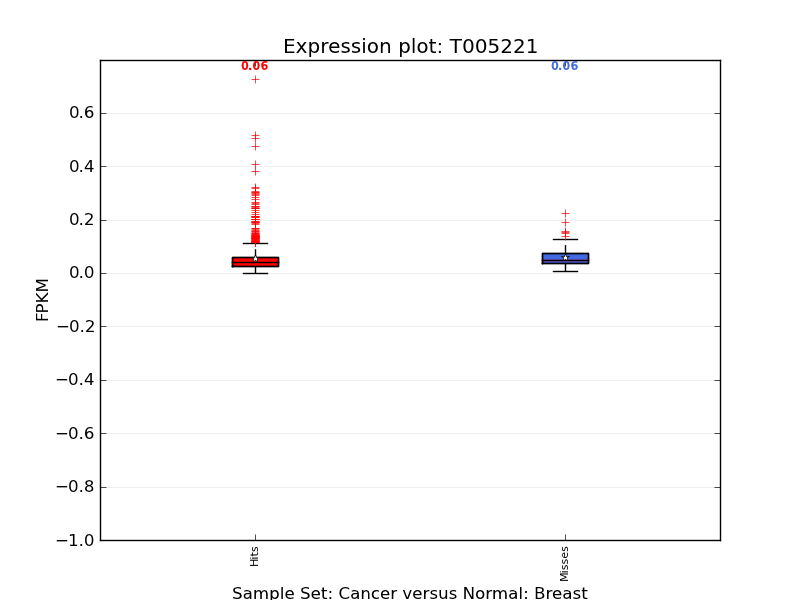 Expression plot: T005221
0.06
0.06
FPKM
0.6
0.4
0.2
0.0
−0.2
−0.4
−0.6
−0.8
−1.0
Hits
Misses
Sample Set: Cancer versus Normal: Breast